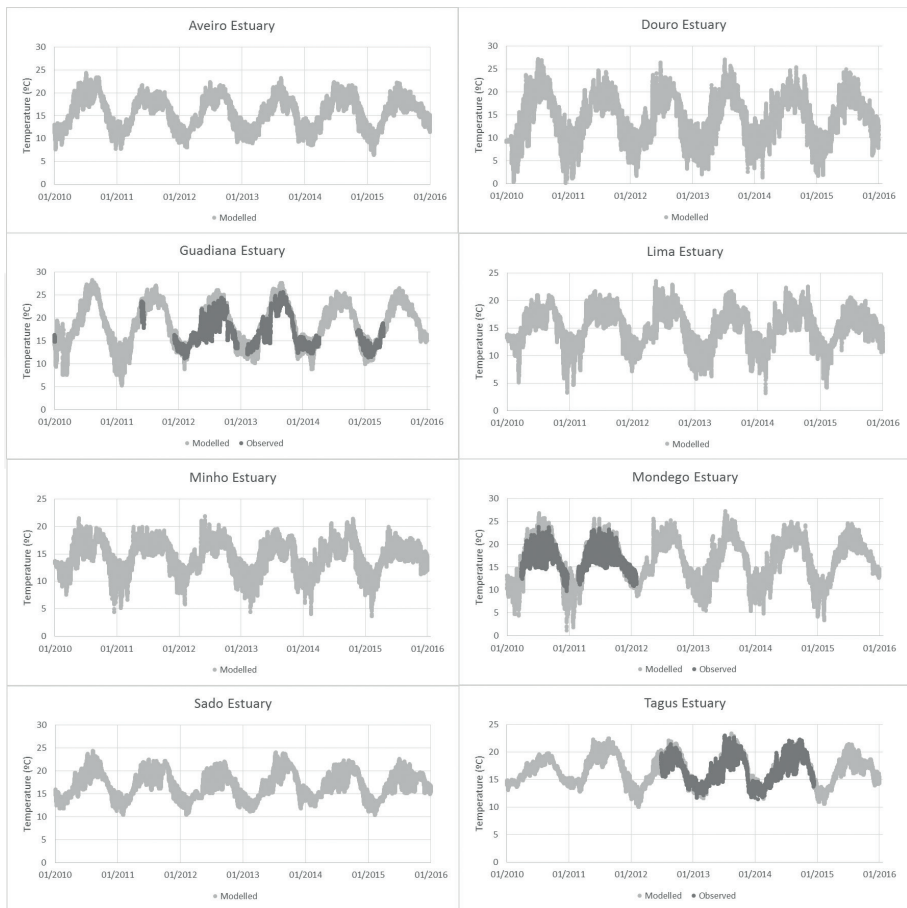 Aveiro Estuary
Temperature (ºC)
30
25
20
15
10
5
0
01/2010 01/2011 01/2012 01/2013 01/2014 01/2015 01/2016
Modelled
Douro Estuary
Temperature (ºC)
30
25
20
15
10
5
0
01/2010 01/2011 01/2012 01/2013 01/2014 01/2015 01/2016
Modelled
Guadiana Estuary
Temperature (ºC)
30
25
20
15
10
5
0
01/2010 01/2011 01/2012 01/2013 01/2014 01/2015 01/2016
Modelled Observed
Lima Estuary
Temperature (ºC)
25
20
15
10
5
0
01/2010 01/2011 01/2012 01/2013 01/2014 01/2015 01/2016
Modelled
Minho Estuary
Temperature (ºC)
25
20
15
10
5
0
01/2010 01/2011 01/2012 01/2013 01/2014 01/2015 01/2016
Modelled
Mondego Estuary
Temperature (ºC)
30
25
20
15
10
5
0
01/2010 01/2011 01/2012 01/2013 01/2014 01/2015 01/2016
Modelled Observed
Sado Estuary
Temperature (ºC)
30
25
20
15
10
5
0
01/2010 01/2011 01/2012 01/2013 01/2014 01/2015 01/2016
Modelled
Tagus Estuary
Temperature (ºC)
25
20
15
10
5
0
01/2010 01/2011 01/2012 01/2013 01/2014 01/2015 01/2016
Modelled Observed